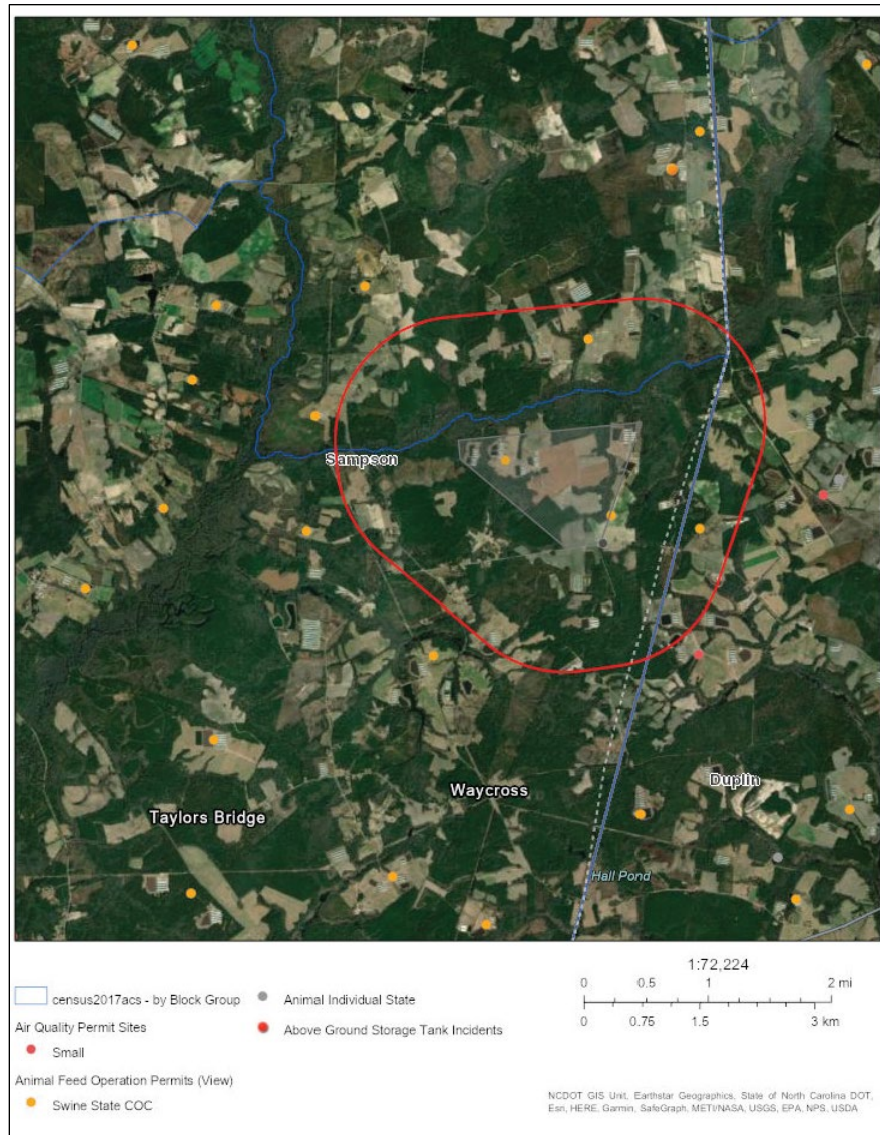 Sampson
Waycross
Duplin
Taylors Bridge
Hall Pond
1:72,224
0 0.5 1 2 mi
0 0.75 1.5 3 km
census2017acs - by Block Group
Air Quality Permit Sites
Small
Animal Feed Operation Permits (View)
Swine State COC
Animal Individual State
Above Ground Storage Tank Incidents
NCDOT GIS Unit, Earthstar Geographics, State of North Carolina DOT,
Esri, HERE, Garmin, SafeGraph, METI/NASA, USGS, EPA, NPS, USDA